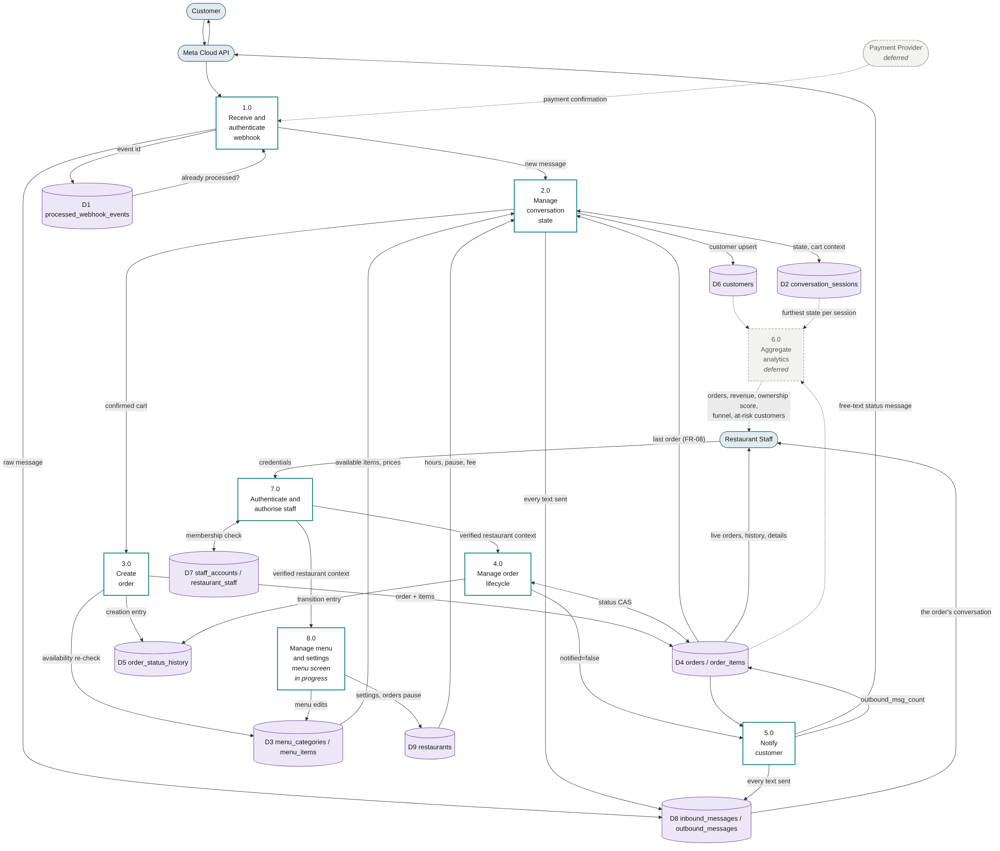 Customer
Meta Cloud API
Payment Provider
deferred
payment confirmation
1.0
Receive and
authenticate
webhook
event id
new message
already processed?
D1
processed_webhook_events
2.0
Manage
conversation
state
customer upsert
state, cart context
D6 customers
D2 conversation_sessions
furthest state per session
6.0
Aggregate
analytics
deferred
orders, revenue, ownership
score,
funnel, at-risk customers
confirmed cart
free-text status message
last order (FR-08)
Restaurant Staff
raw message
credentials
available items, prices
hours, pause, fee
7.0
Authenticate and
authorise staff
every text sent
membership check
verified restaurant context
live orders, history, details
3.0
Create
order
D7 staff_accounts /
restaurant_staff
verified restaurant context
4.0
Manage order
lifecycle
transition entry
order + items
status CAS
creation entry
the order's conversation
8.0
Manage menu
and settings
menu screen
in progress
availability re-check
D5 order_status_history
notified=false
D4 orders / order_items
settings, orders pause
menu edits
outbound_msg_count
D3 menu_categories /
menu_items
D9 restaurants
5.0
Notify
customer
every text sent
D8 inbound_messages /
outbound_messages